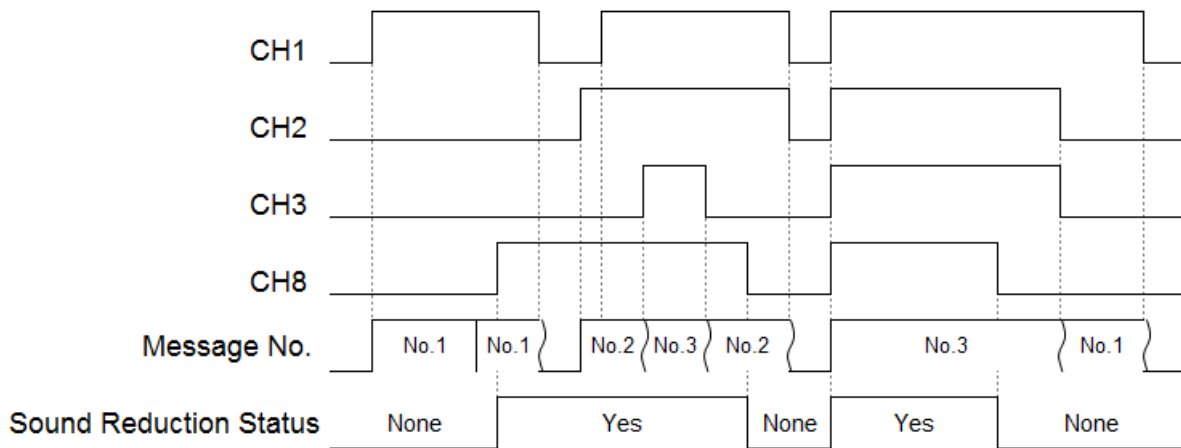 CH1
CH2
CH3
CH8
Message No. No.1 No.1 No.2 No.3 No.2 No.3 No.1
Sound Reduction Status None Yes None Yes None